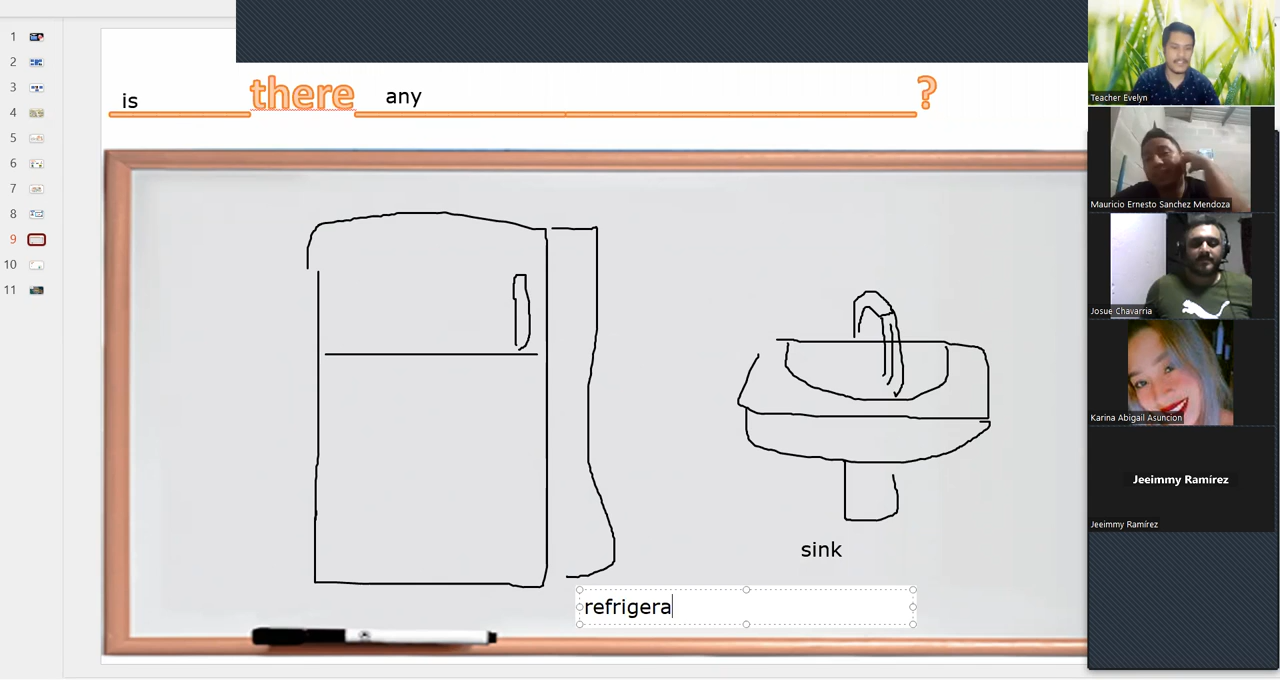 1
2
3
4
5
6
7
8
9
10
11
is there any ?
sink
refrigera
Teacher Evelyn
Mauricio Ernesto Sanchez Mendoza
Josue Chavarria
Karina Abigail Asuncion
Jeeimmy Ramírez
Jeeimmy Ramírez